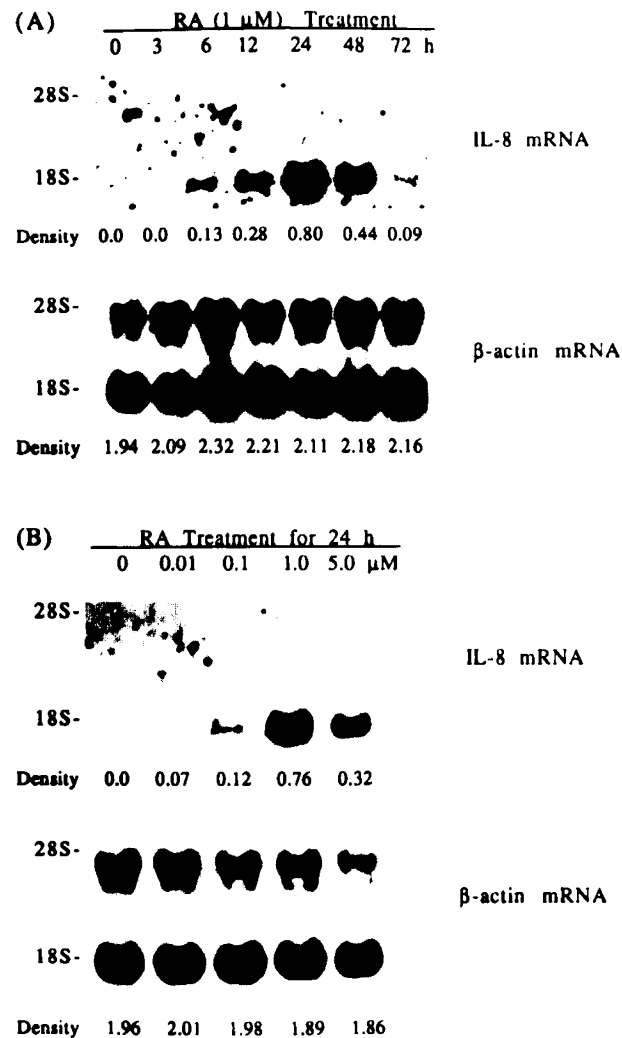 (A) RA (1 μM) Treatment
0 3 6 12 24 48 72 h
28S-
IL-8 mRNA
18S-
Density 0.0 0.0 0.13 0.28 0.80 0.44 0.09
28S-
β-actin mRNA
18S-
Density 1.94 2.09 2.32 2.21 2.11 2.18 2.16
(B) RA Treatment for 24 h
0 0.01 0.1 1.0 5.0 μM
28S-
IL-8 mRNA
18S-
Density 0.0 0.07 0.12 0.76 0.32
28S-
β-actin mRNA
18S-
Density 1.96 2.01 1.98 1.89 1.86